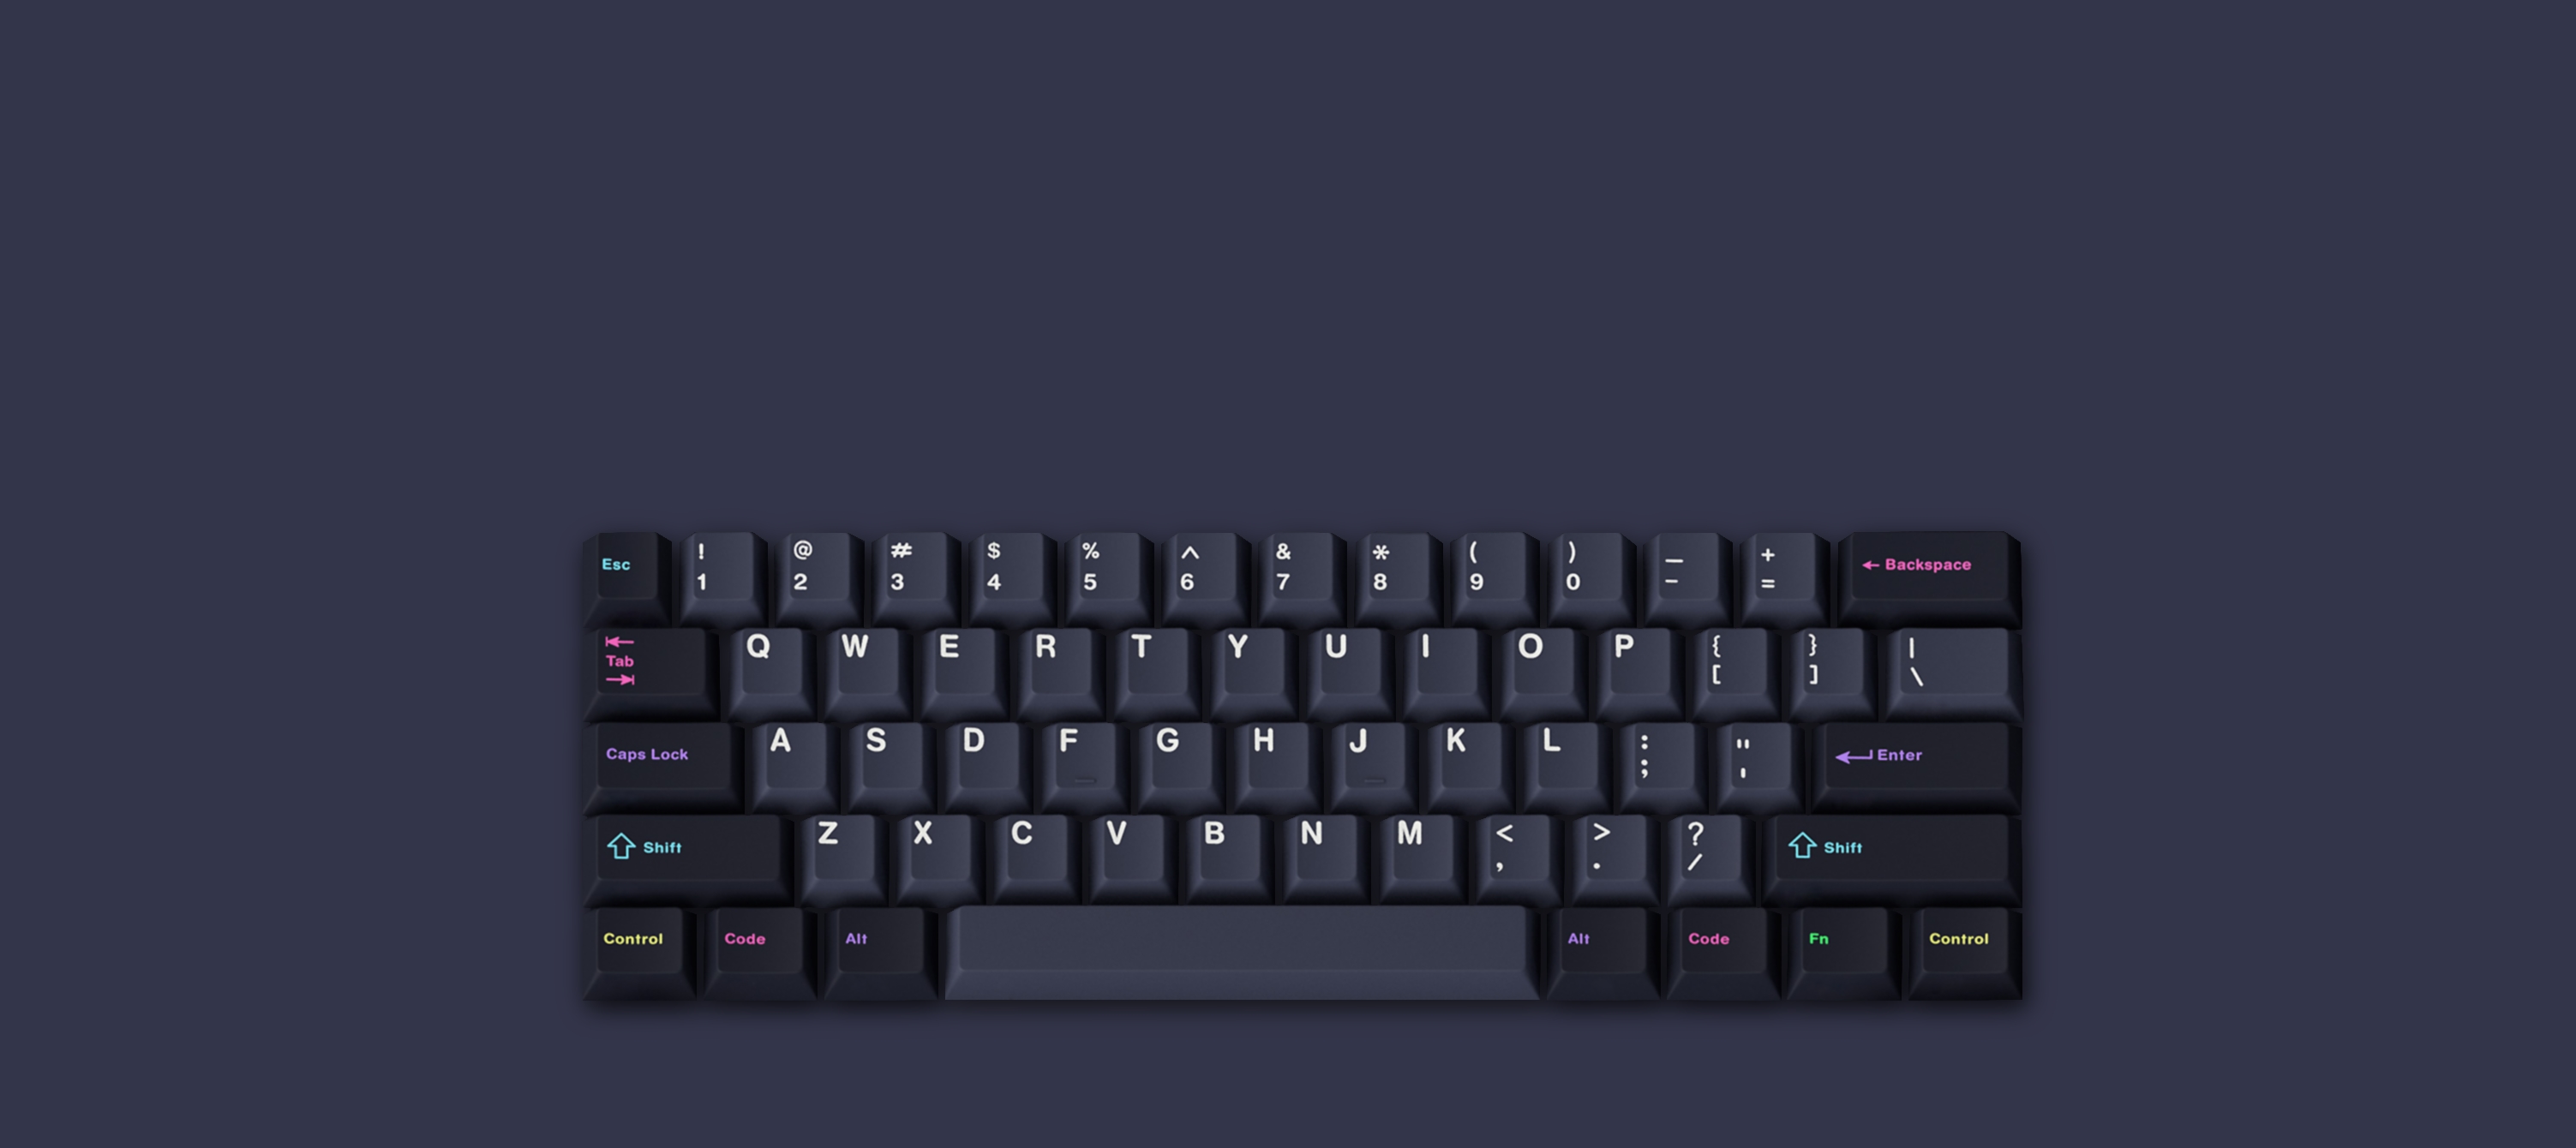 Esc ! @ # $ % ^ & * ( ) _ + ← Backspace
1 2 3 4 5 6 7 8 9 0 - =
Tab Q W E R T Y U I O P { } |
[ ] \
Caps Lock A S D F G H J K L : " Enter
; '
Shift Z X C V B N M < > ? Shift
, . /
Control Code Alt Alt Code Fn Control